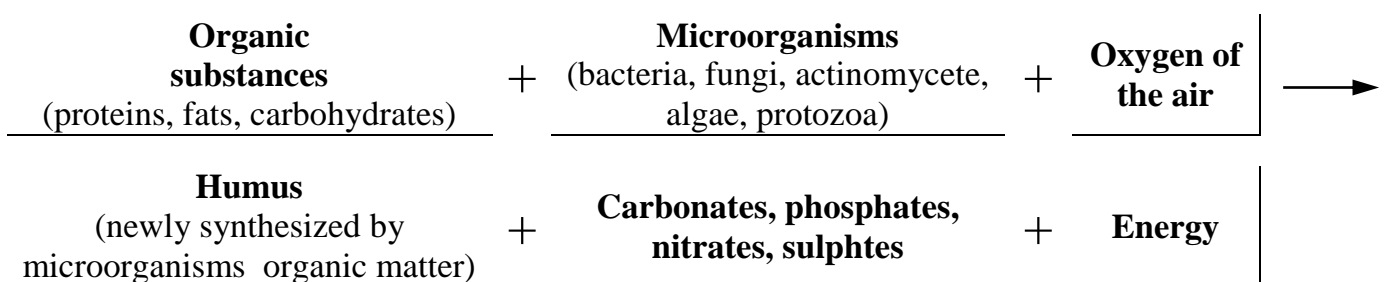 Organic
substances
(proteins, fats, carbohydrates)
+
Microorganisms
(bacteria, fungi, actinomycete,
algae, protozoa)
+
Oxygen of
the air
Humus
(newly synthesized by
microorganisms organic matter)
+
Carbonates, phosphates,
nitrates, sulphtes
+
Energy